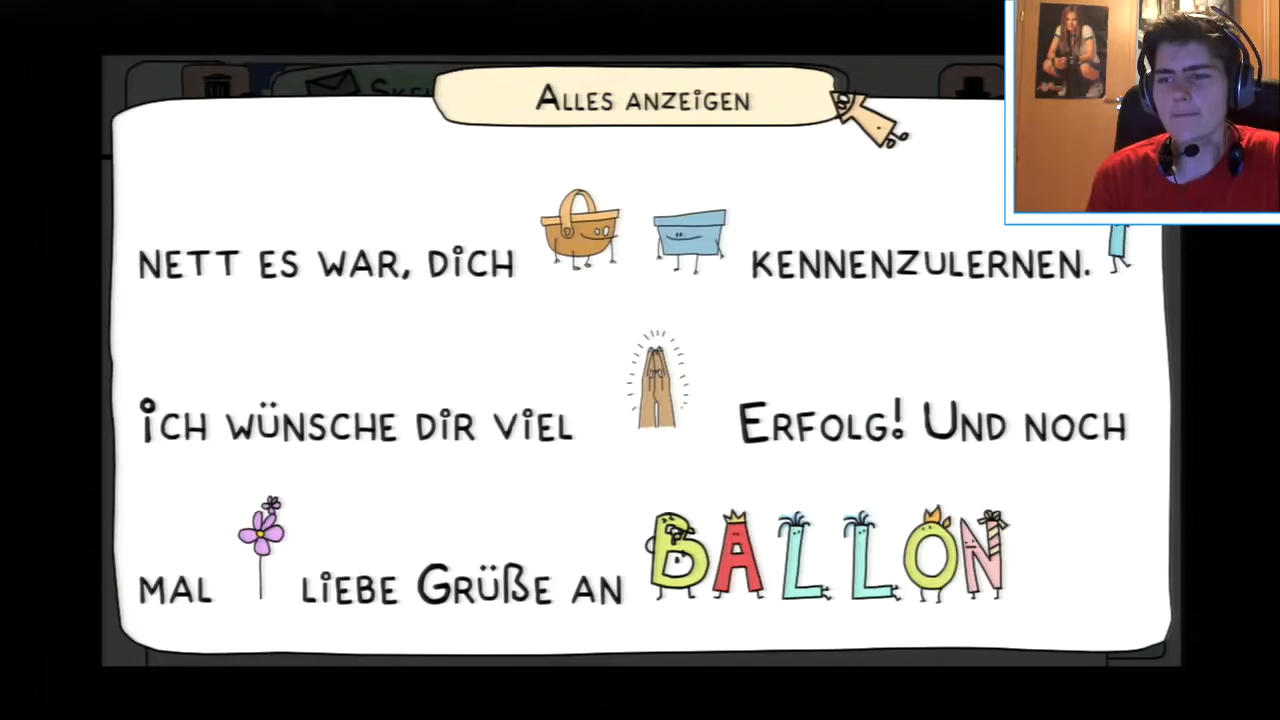 ALLES ANZEIGEN
NETT ES WAR, DICH KENNENZULERNEN.
ICH WÜNSCHE DIR VIEL ERFOLG! UND NOCH
MAL LIEBE GRÜßE AN BALLON